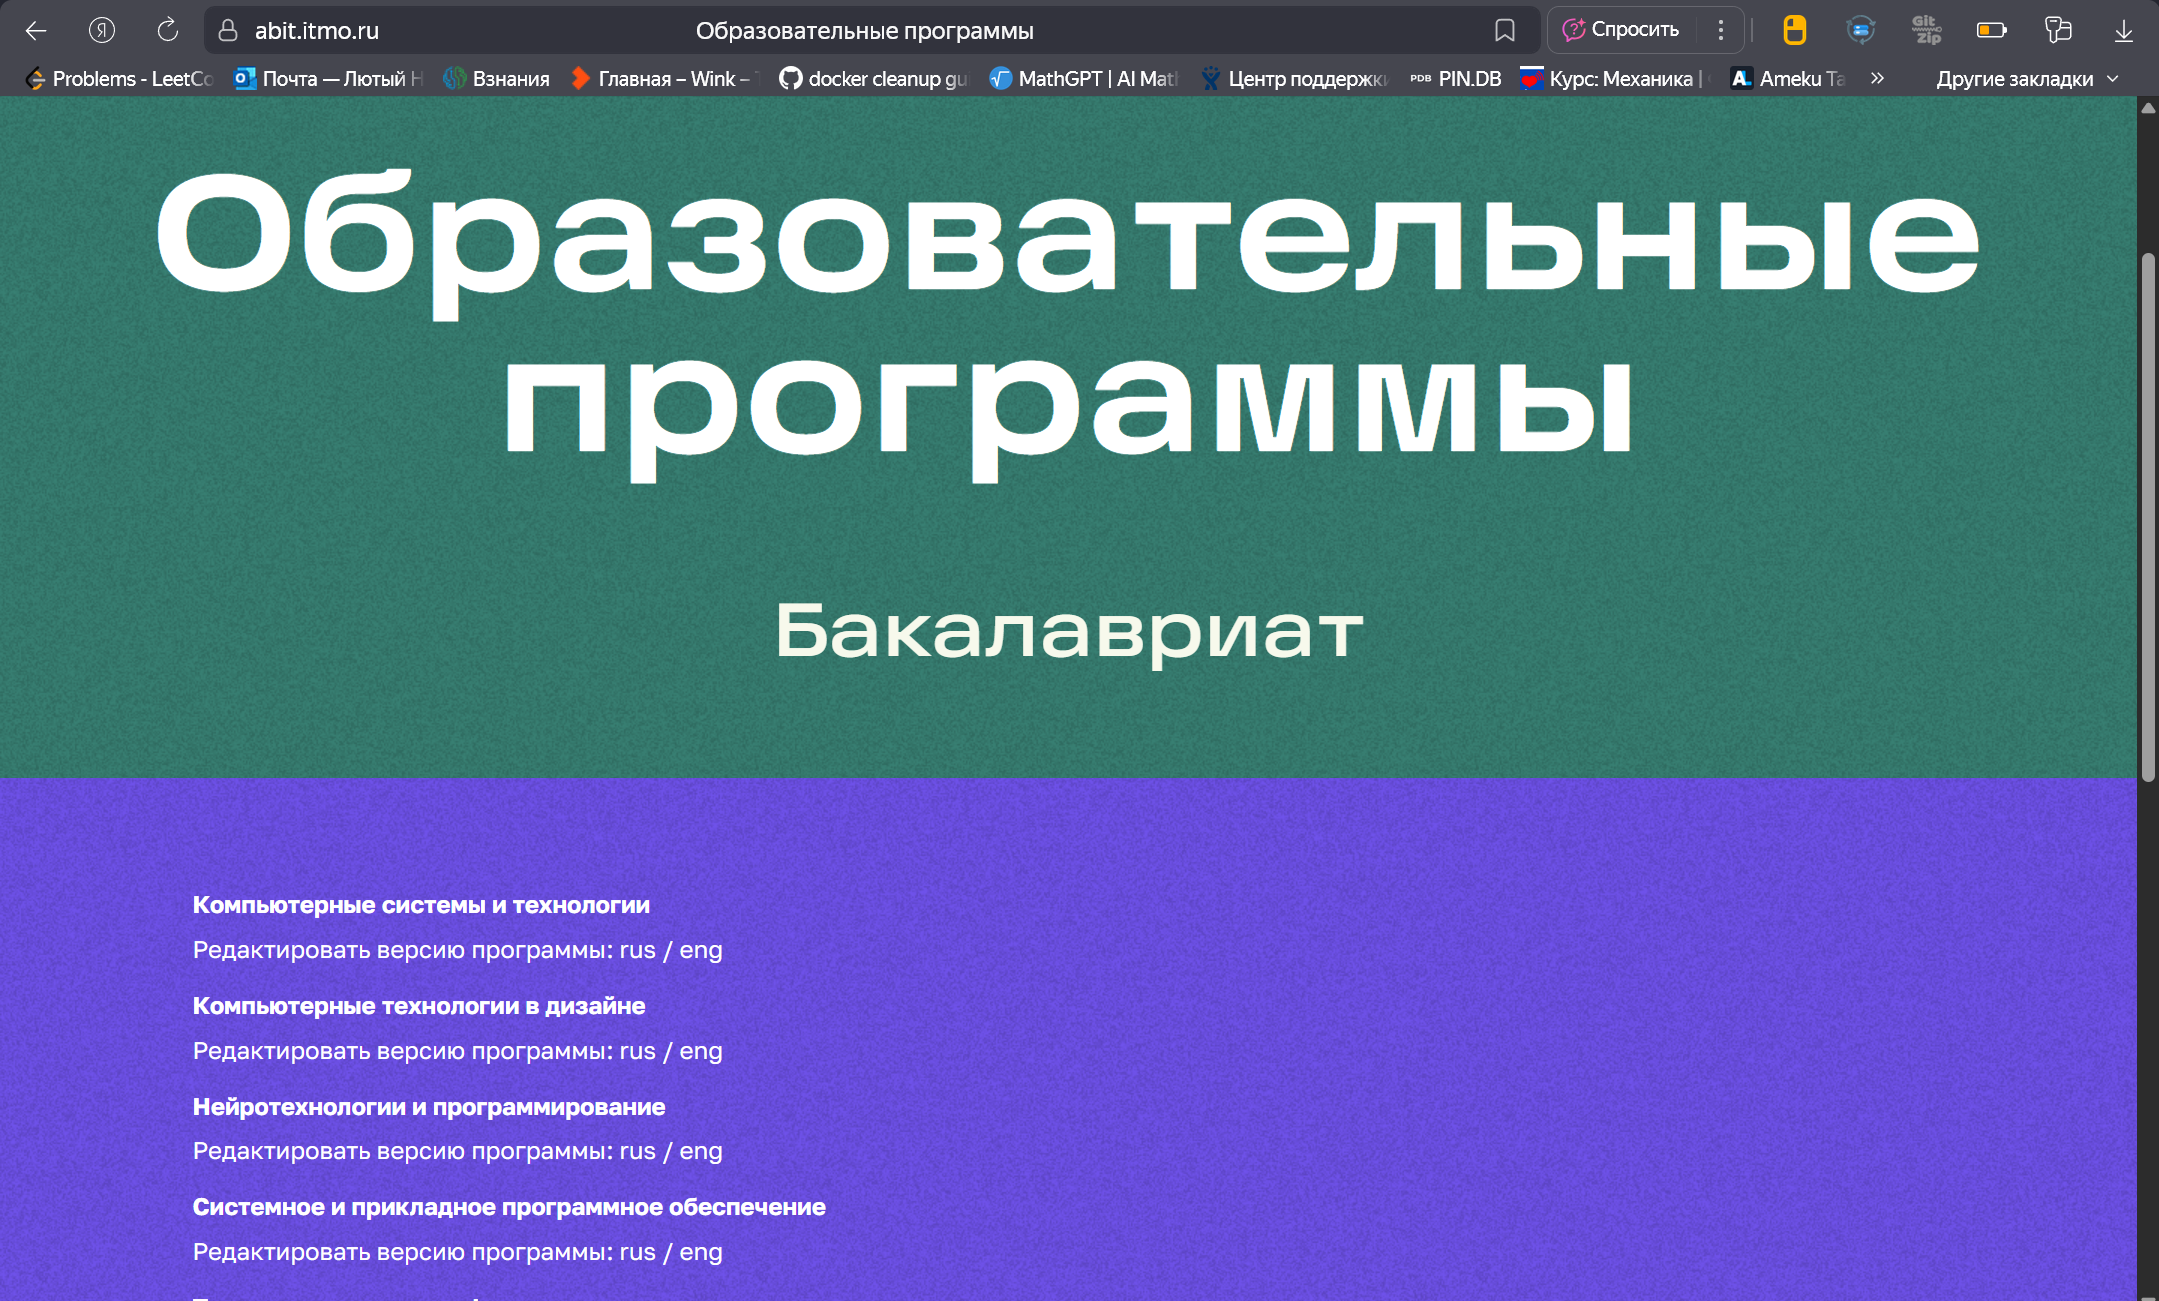 abit.itmo.ru
Образовательные программы
Спросить
Problems - LeetCo
Почта — Лютый
Взнания
Главная – Wink –
docker cleanup gu
MathGPT | AI Mat
Центр поддержк
PDB PIN.DB
Курс: Механика |
Ameku Ta
Другие закладки
Git Zip
Образовательные
программы
Бакалавриат
Компьютерные системы и технологии
Редактировать версию программы: rus / eng
Компьютерные технологии в дизайне
Редактировать версию программы: rus / eng
Нейротехнологии и программирование
Редактировать версию программы: rus / eng
Системное и прикладное программное обеспечение
Редактировать версию программы: rus / eng